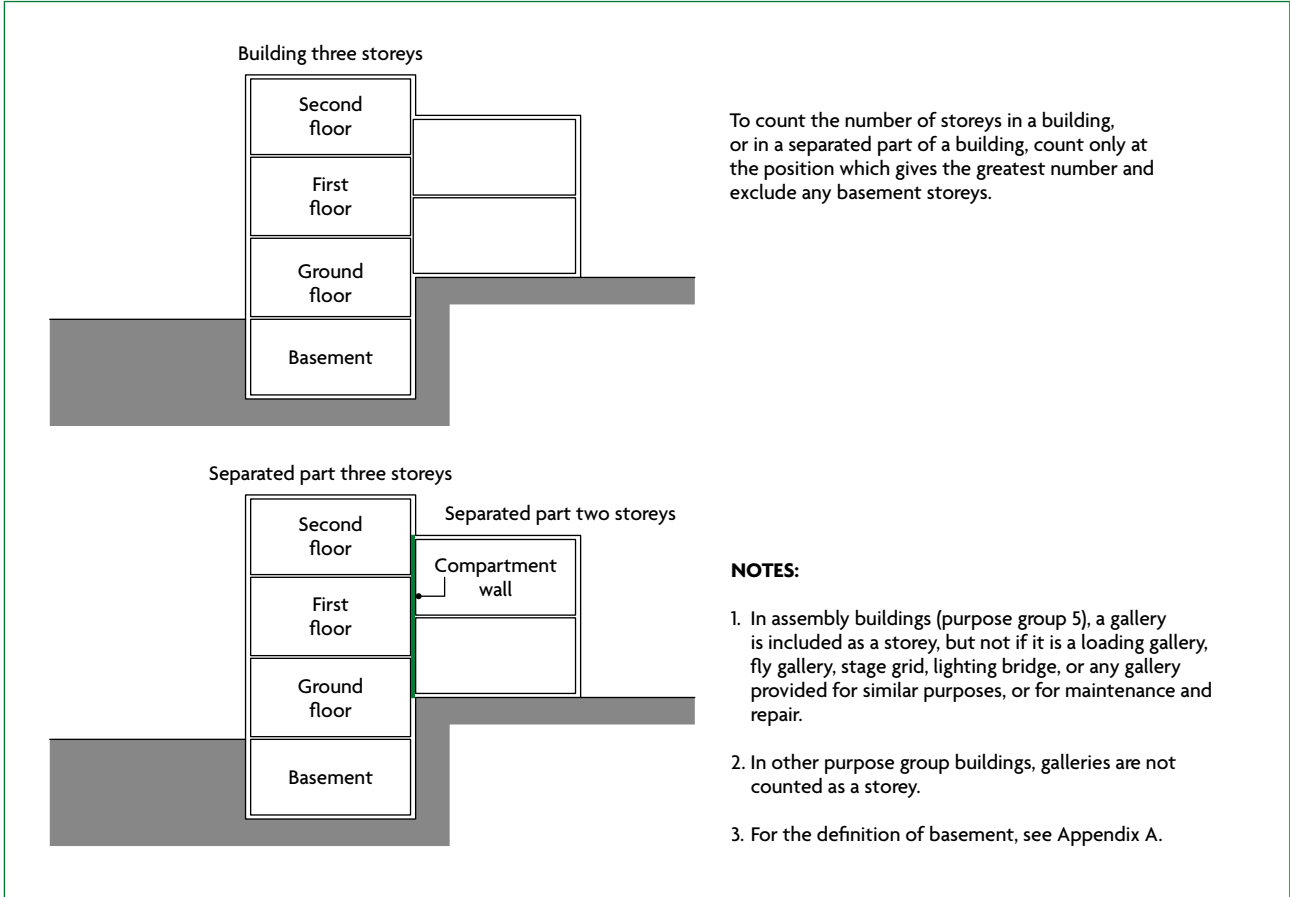 Building three storeys
Second
floor
First
floor
Ground
floor
Basement
To count the number of storeys in a building,
or in a separated part of a building, count only at
the position which gives the greatest number and
exclude any basement storeys.
Separated part three storeys
Separated part two storeys
Second
floor
Compartment
wall
First
floor
Ground
floor
Basement
NOTES:
1. In assembly buildings (purpose group 5), a gallery
is included as a storey, but not if it is a loading gallery,
fly gallery, stage grid, lighting bridge, or any gallery
provided for similar purposes, or for maintenance and
repair.
2. In other purpose group buildings, galleries are not
counted as a storey.
3. For the definition of basement, see Appendix A.